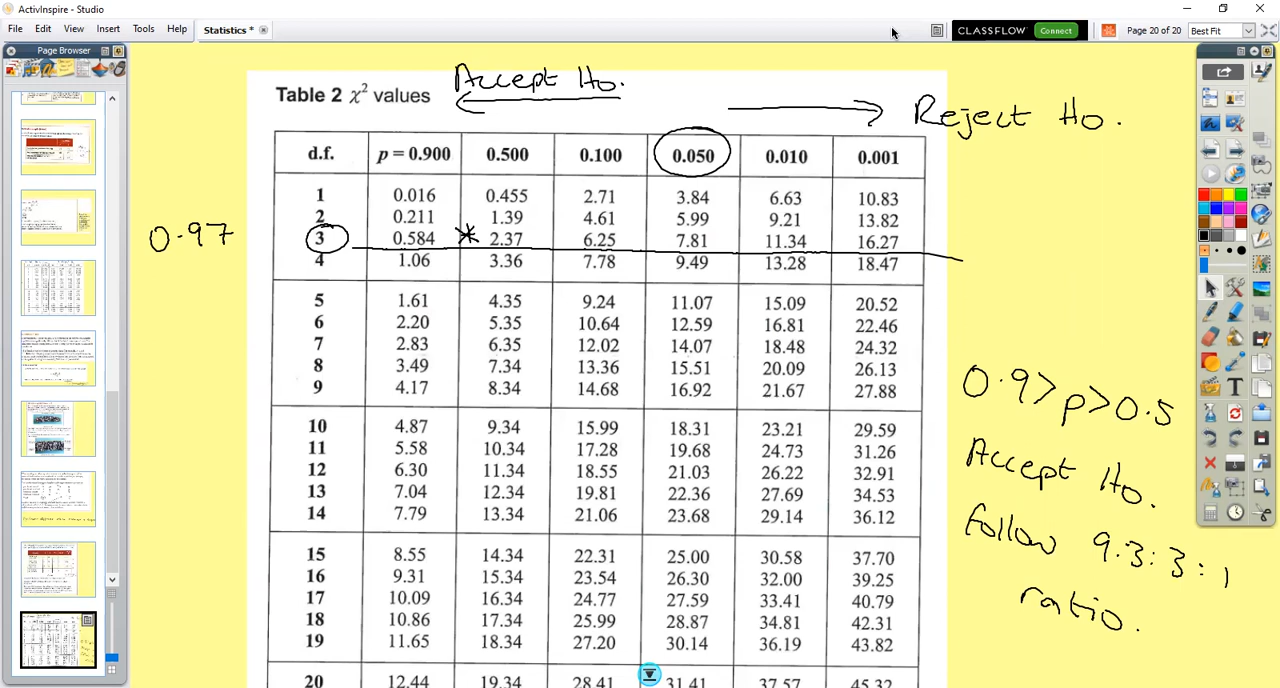 ActivInspire - Studio
File Edit View Insert Tools Help Statistics *
CLASSFLOW Connect Page 20 of 20 Best Fit
Page Browser
Accept Ho.
Table 2 χ² values
Reject Ho.
d.f. p = 0.900 0.500 0.100 0.050 0.010 0.001
1 0.016 0.455 2.71 3.84 6.63 10.83
2 0.211 1.39 4.61 5.99 9.21 13.82
0.97 3 0.584 * 2.37 6.25 7.81 11.34 16.27
4 1.06 3.36 7.78 9.49 13.28 18.47
5 1.61 4.35 9.24 11.07 15.09 20.52
6 2.20 5.35 10.64 12.59 16.81 22.46
7 2.83 6.35 12.02 14.07 18.48 24.32
8 3.49 7.34 13.36 15.51 20.09 26.13
9 4.17 8.34 14.68 16.92 21.67 27.88
10 4.87 9.34 15.99 18.31 23.21 29.59
11 5.58 10.34 17.28 19.68 24.73 31.26
12 6.30 11.34 18.55 21.03 26.22 32.91
13 7.04 12.34 19.81 22.36 27.69 34.53
14 7.79 13.34 21.06 23.68 29.14 36.12
15 8.55 14.34 22.31 25.00 30.58 37.70
16 9.31 15.34 23.54 26.30 32.00 39.25
17 10.09 16.34 24.77 27.59 33.41 40.79
18 10.86 17.34 25.99 28.87 34.81 42.31
19 11.65 18.34 27.20 30.14 36.19 43.82
20 12.44 19.34 28.41 31.41 37.57 45.32
0.9>p>0.5
Accept Ho.
follow 9:3:3:1
ratio.